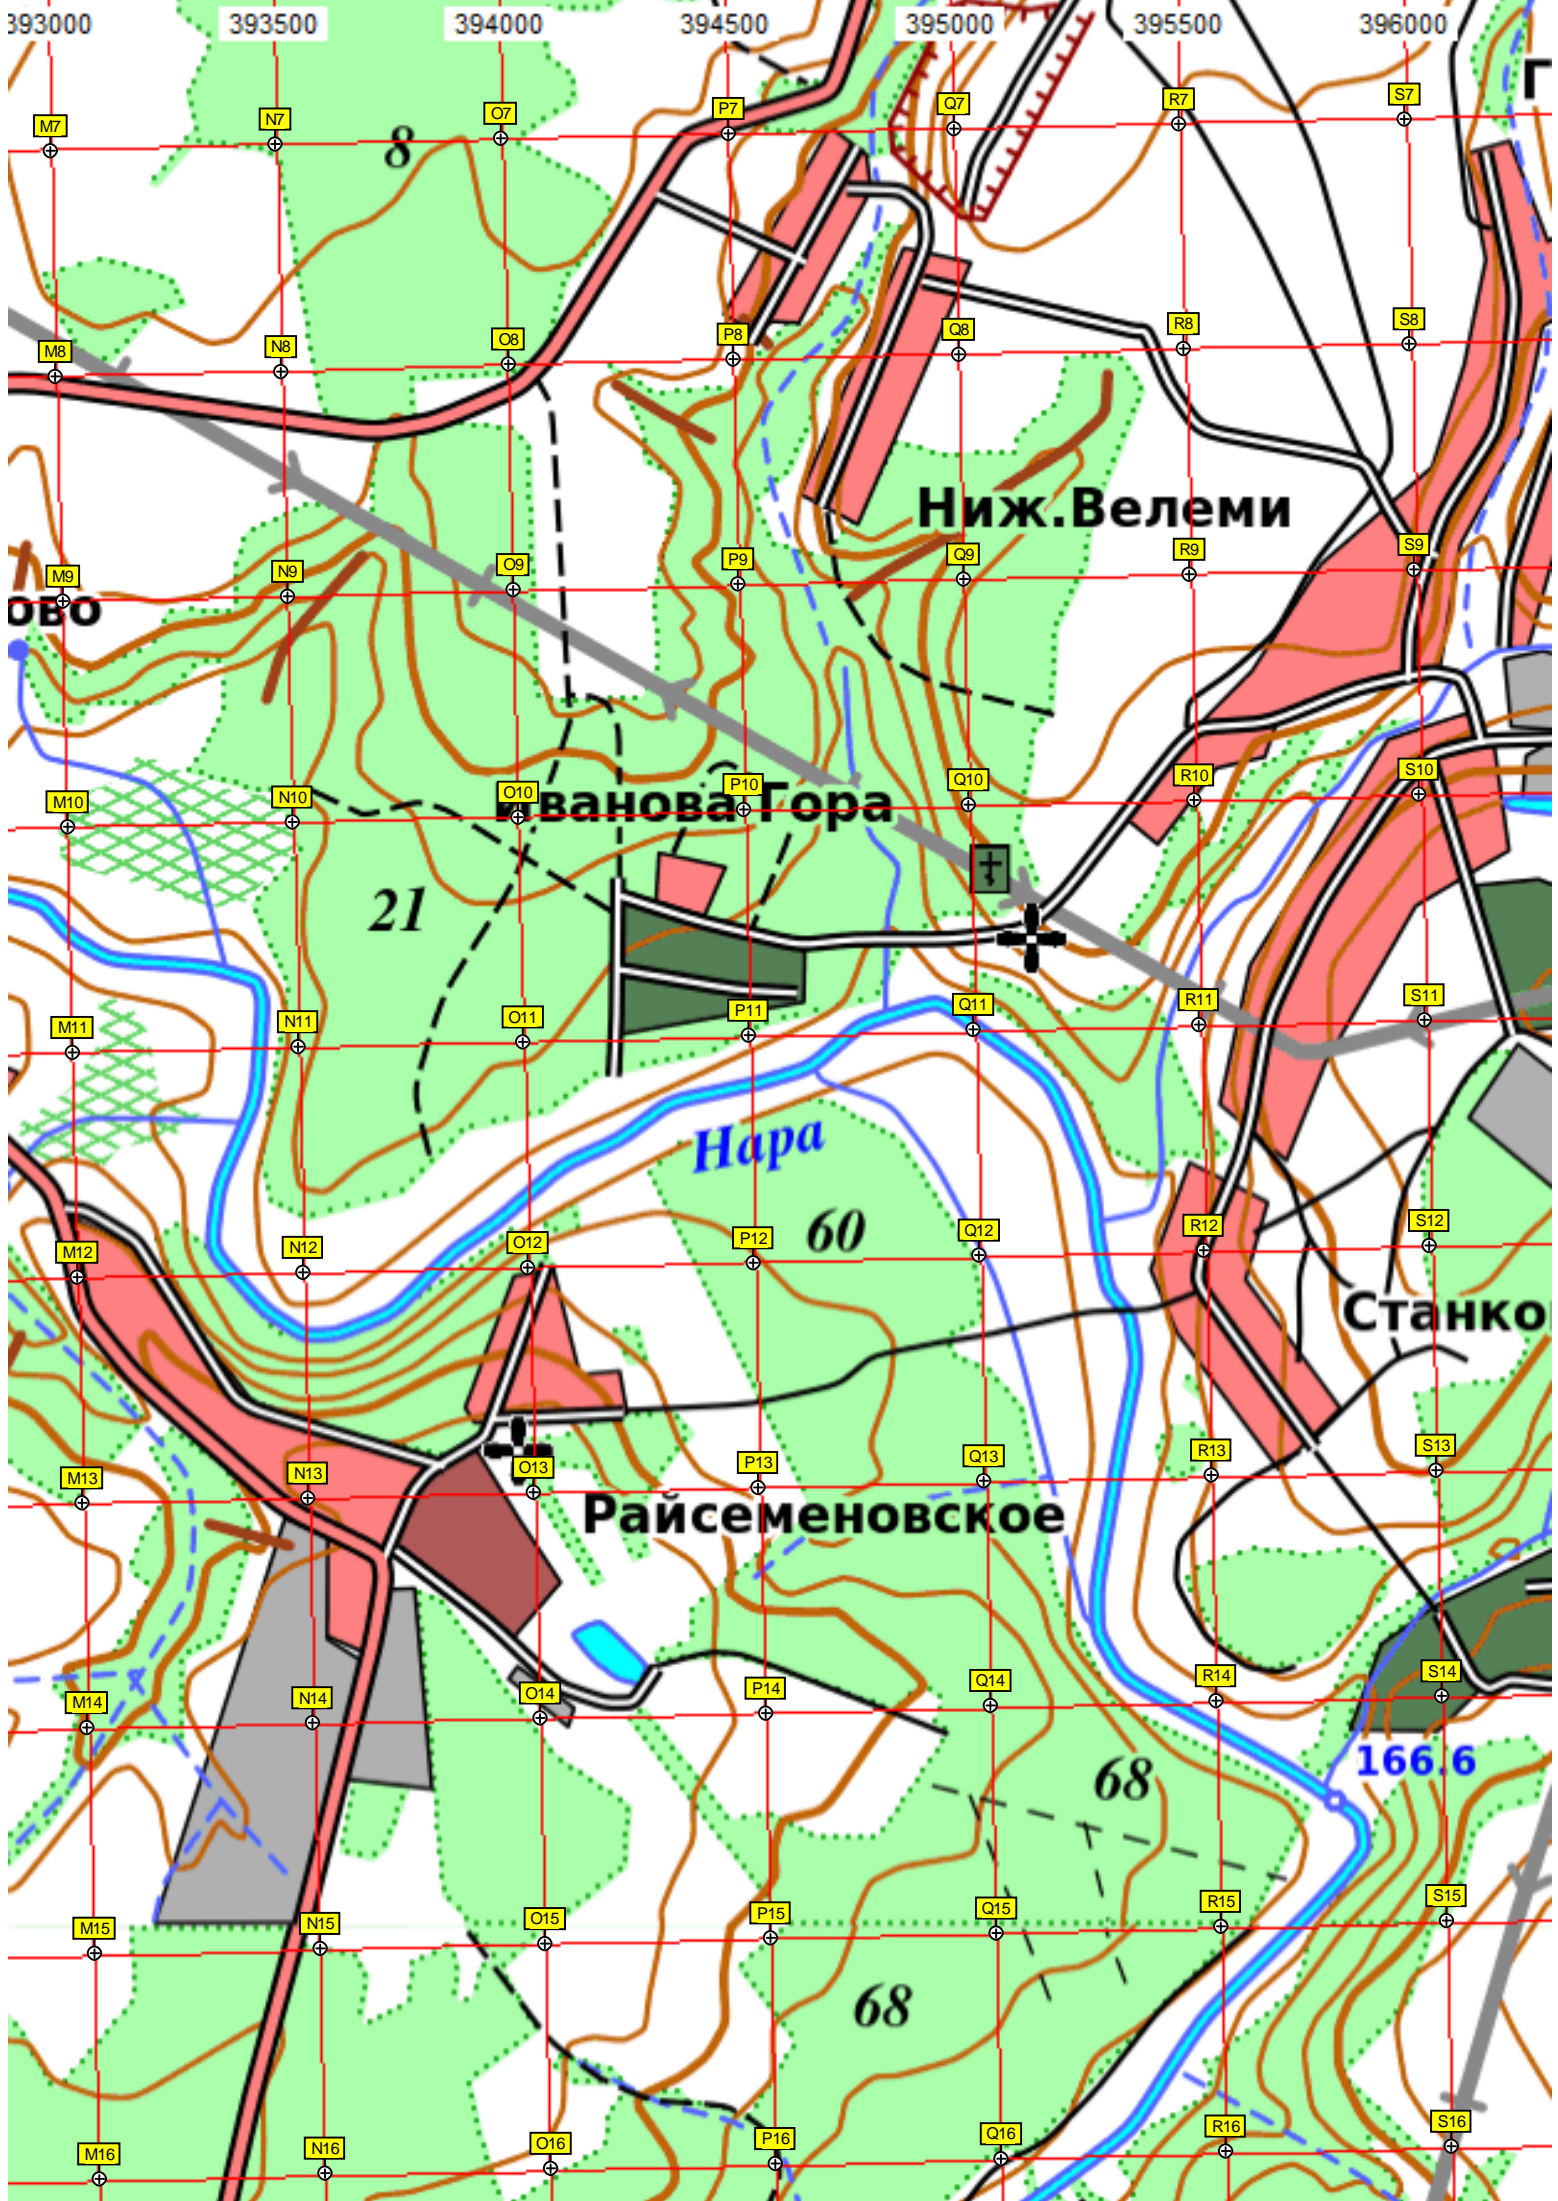 393000 393500 394000 394500 395000 395500 396000
M7 N7 O7 P7 Q7 R7 S7
8
M8 N8 O8 P8 Q8 R8 S8
Ниж.Велеми
M9 N9 O9 P9 Q9 R9 S9
ово
M10 N10 O10 P10 Q10 R10 S10
Иванова Гора
21
M11 N11 O11 P11 Q11 R11 S11
Нара
60
M12 N12 O12 P12 Q12 R12 S12
Станко
M13 N13 O13 P13 Q13 R13 S13
Райсеменовское
M14 N14 O14 P14 Q14 R14 S14
166.6
68
M15 N15 O15 P15 Q15 R15 S15
68
M16 N16 O16 P16 Q16 R16 S16